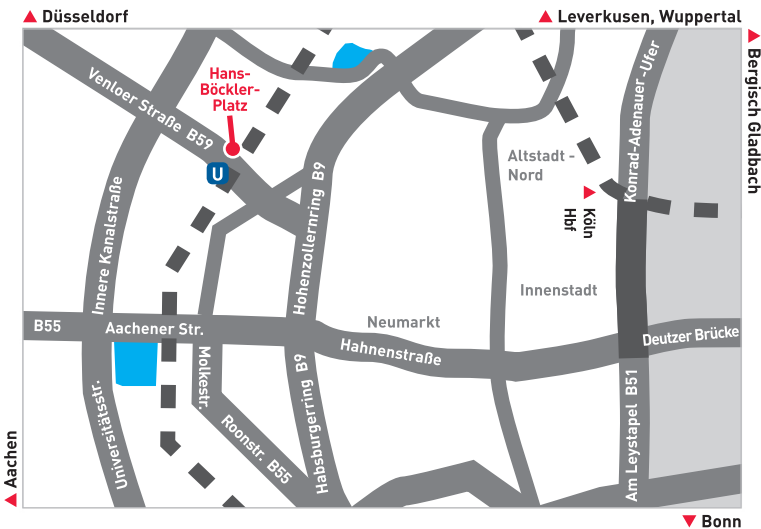 Düsseldorf
Leverkusen, Wuppertal
Bergisch Gladbach
Hans-
Böckler-
Platz
Venloer Straße B59
U
Konrad-Adenauer-Ufer
Altstadt -
Nord
Köln
Hbf
Innere Kanalstraße
Hohenzollernring B9
Innenstadt
B55
Aachener Str.
Neumarkt
Hahnenstraße
Deutzer Brücke
Molkestr.
Universitätsstr.
Roonstr. B55
Habsburgerring B9
Am Leystapel B51
Aachen
Bonn